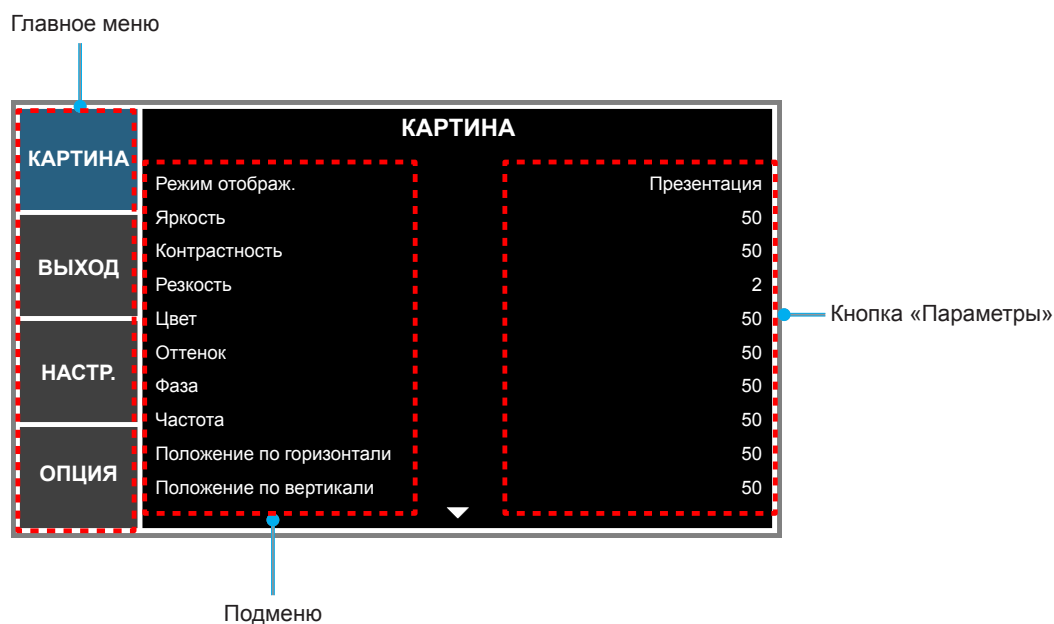 Главное меню
КАРТИНА
КАРТИНА
ВЫХОД
НАСТР.
ОПЦИЯ
Режим отображ. Презентация
Яркость 50
Контрастность 50
Резкость 2
Цвет 50
Оттенок 50
Фаза 50
Частота 50
Положение по горизонтали 50
Положение по вертикали 50
Кнопка «Параметры»
Подменю